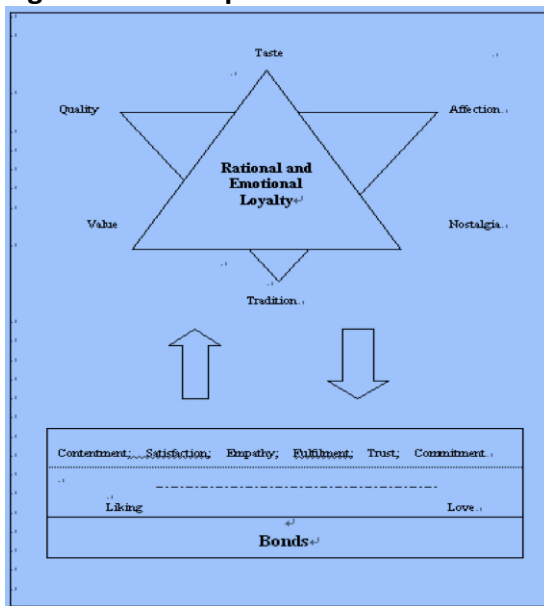 Taste
Quality
Affection
Rational and
Emotional
Loyalty
Value
Nostalgia
Tradition
Contentment; Satisfaction; Empathy; Fulfilment; Trust; Commitment
Liking
Love
Bonds